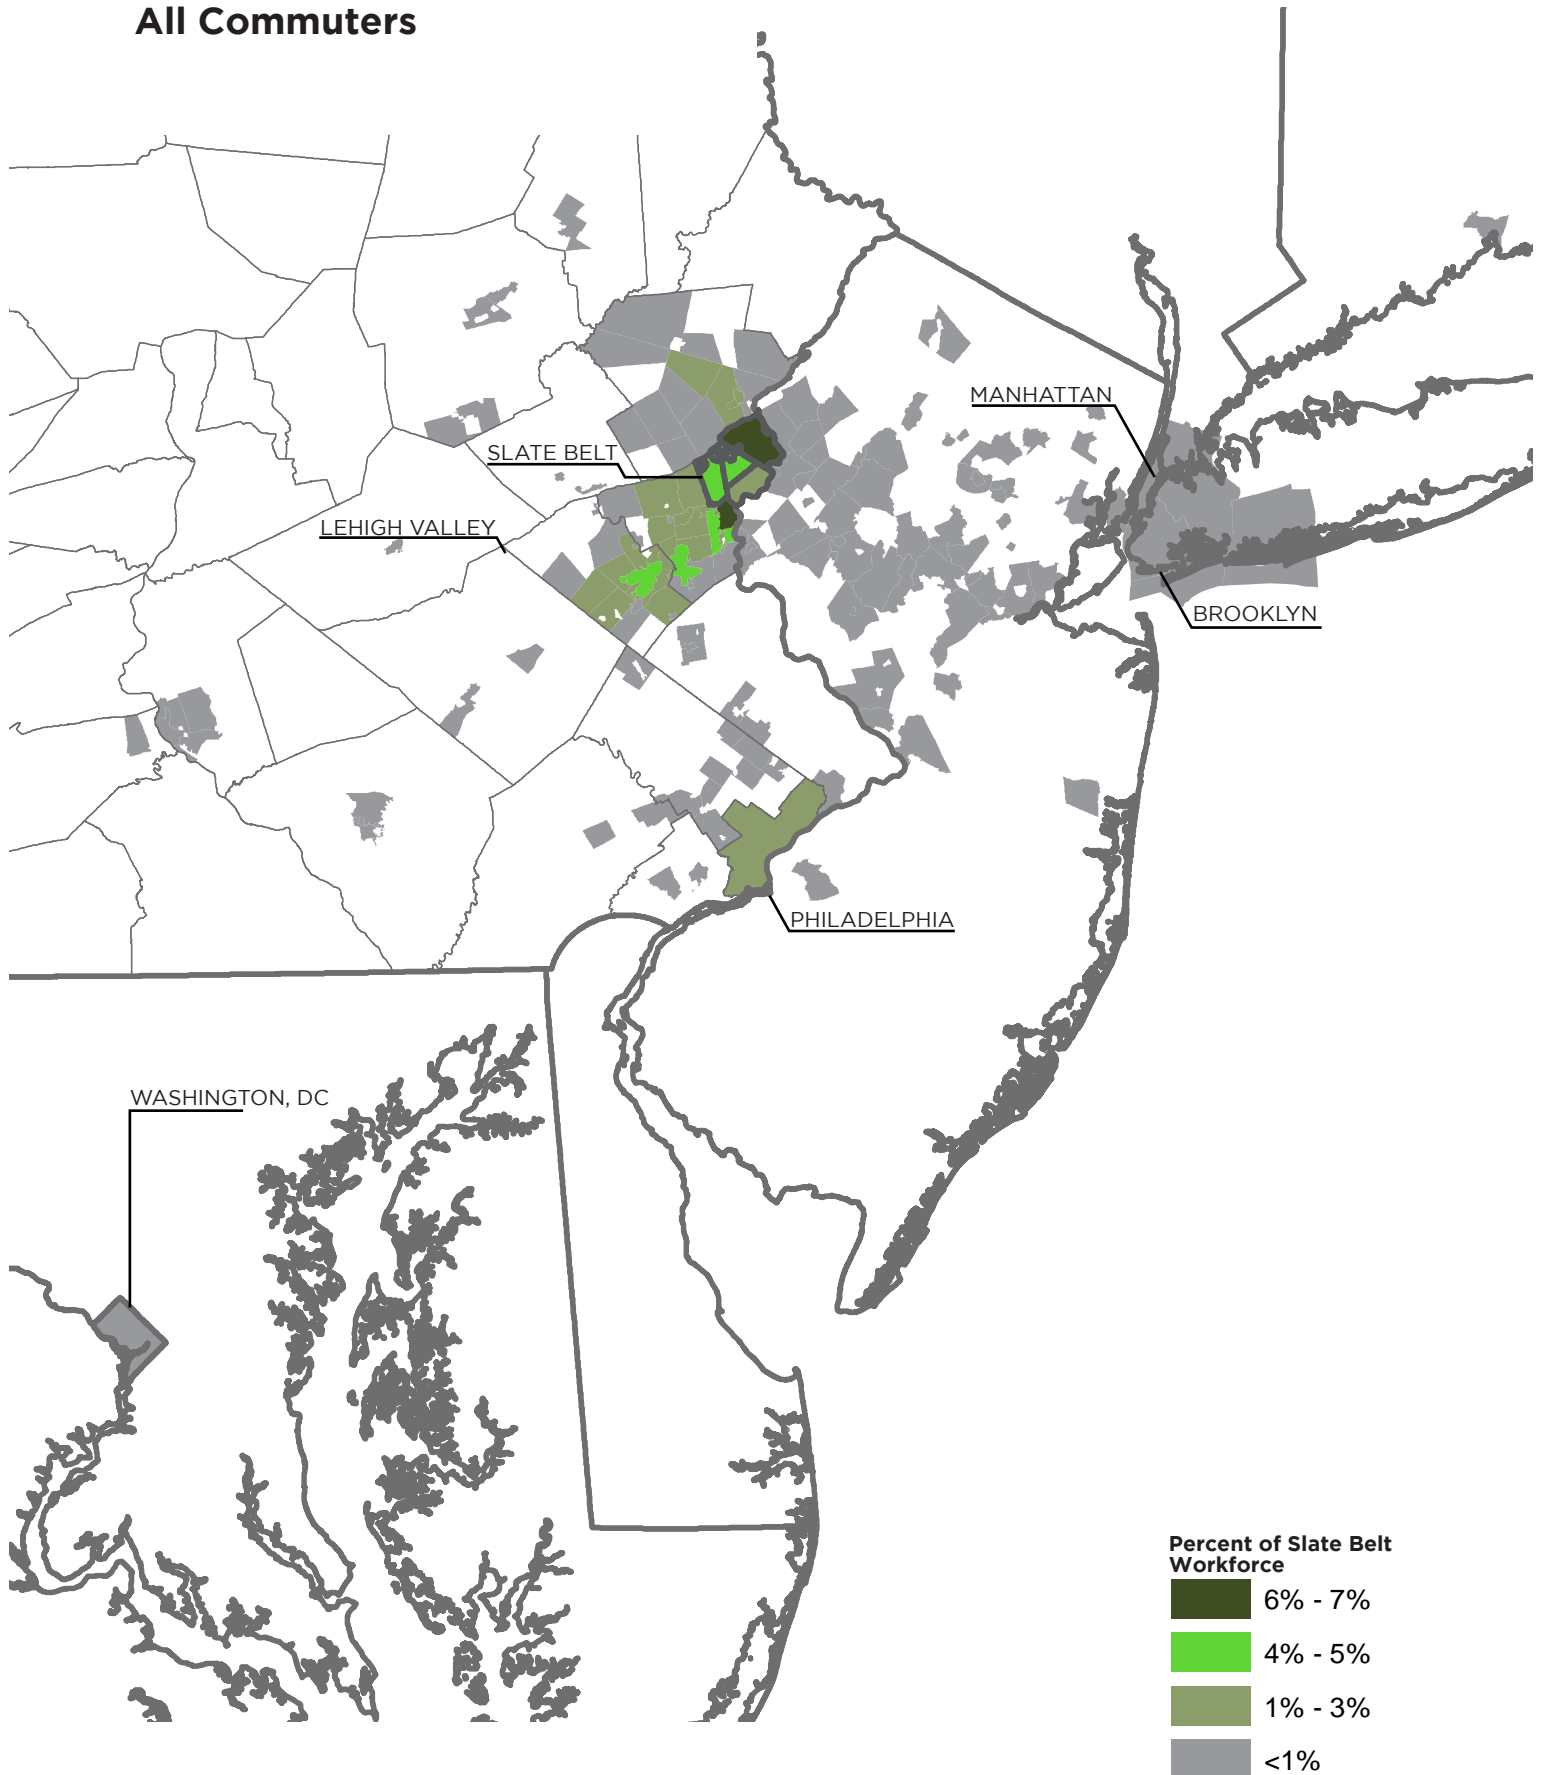 All Commuters
MANHATTAN
SLATE BELT
LEHIGH VALLEY
BROOKLYN
PHILADELPHIA
WASHINGTON, DC
Percent of Slate Belt
Workforce
6% - 7%
4% - 5%
1% - 3%
<1%